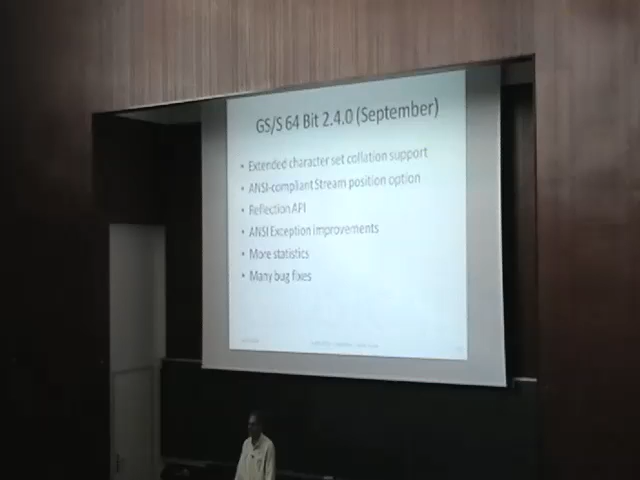 GS/S 64 Bit 2.4.0 (September)
• Extended character set collation support
• ANSI-compliant Stream position option
• Reflection API
• ANSI Exception improvements
• More statistics
• Many bug fixes